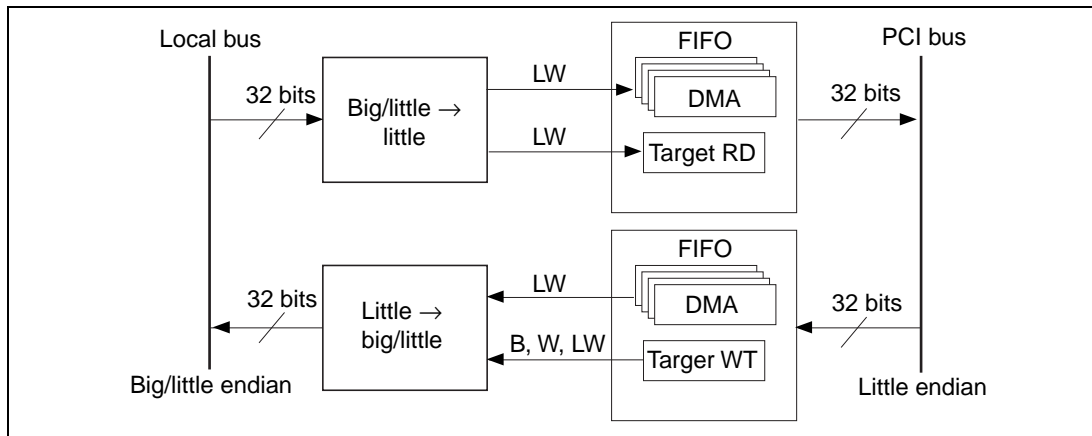 Local bus
PCI bus
FIFO
32 bits
Big/little →
little
LW
LW
DMA
Target RD
32 bits
FIFO
32 bits
Little →
big/little
LW
B, W, LW
DMA
Targer WT
32 bits
Big/little endian
Little endian